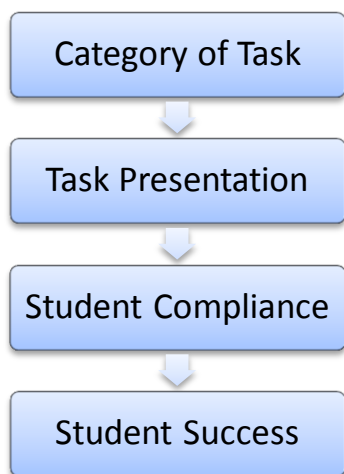 Category of Task
Task Presentation
Student Compliance
Student Success